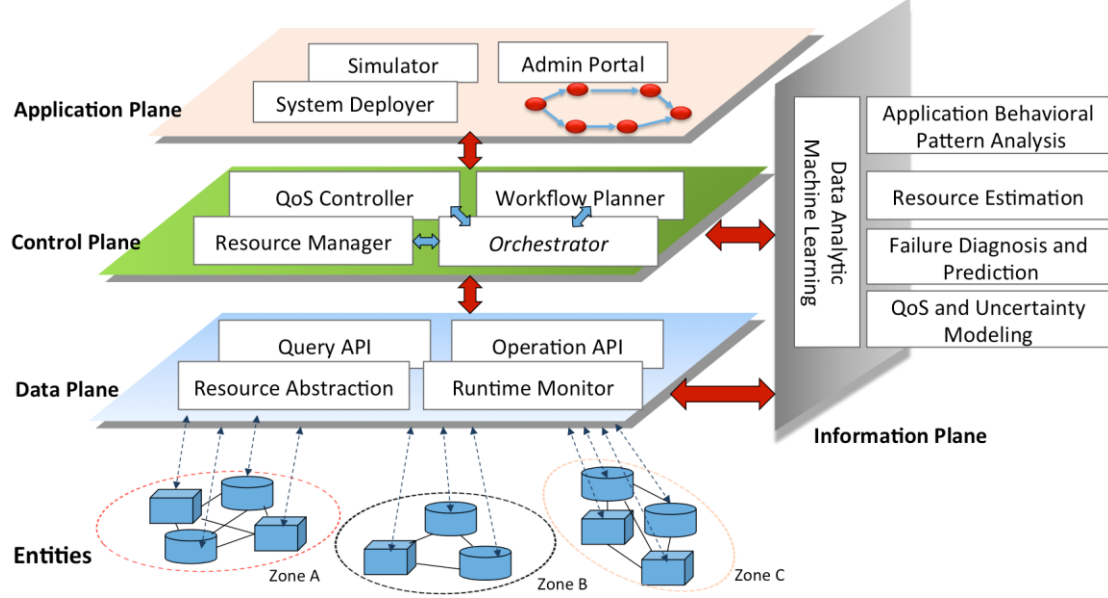 Simulator
Admin Portal
System Deployer
Application Plane
QoS Controller
Workflow Planner
Control Plane
Resource Manager
Orchestrator
Query API
Operation API
Data Plane
Resource Abstraction
Runtime Monitor
Data Analytic
Machine Learning
Application Behavioral
Pattern Analysis
Resource Estimation
Failure Diagnosis and
Prediction
QoS and Uncertainty
Modeling
Information Plane
Entities
Zone A
Zone B
Zone C